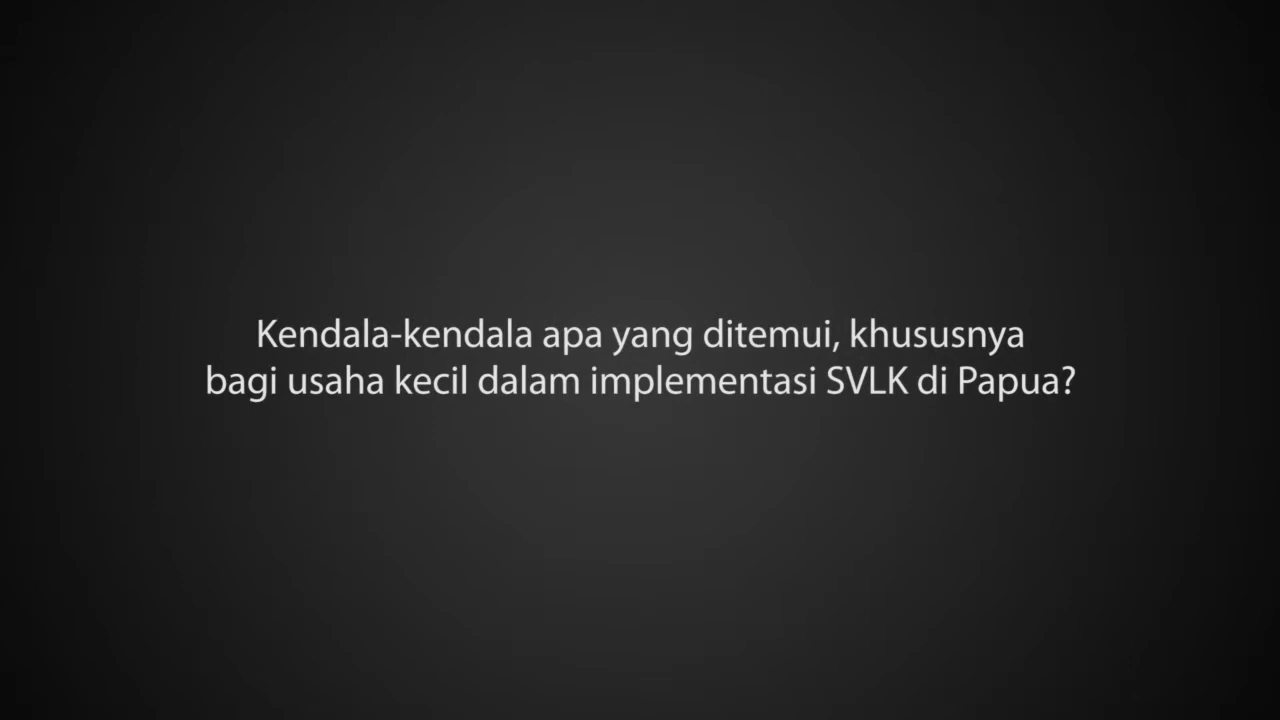 Kendala-kendala apa yang ditemui, khususnya
bagi usaha kecil dalam implementasi SVLK di Papua?